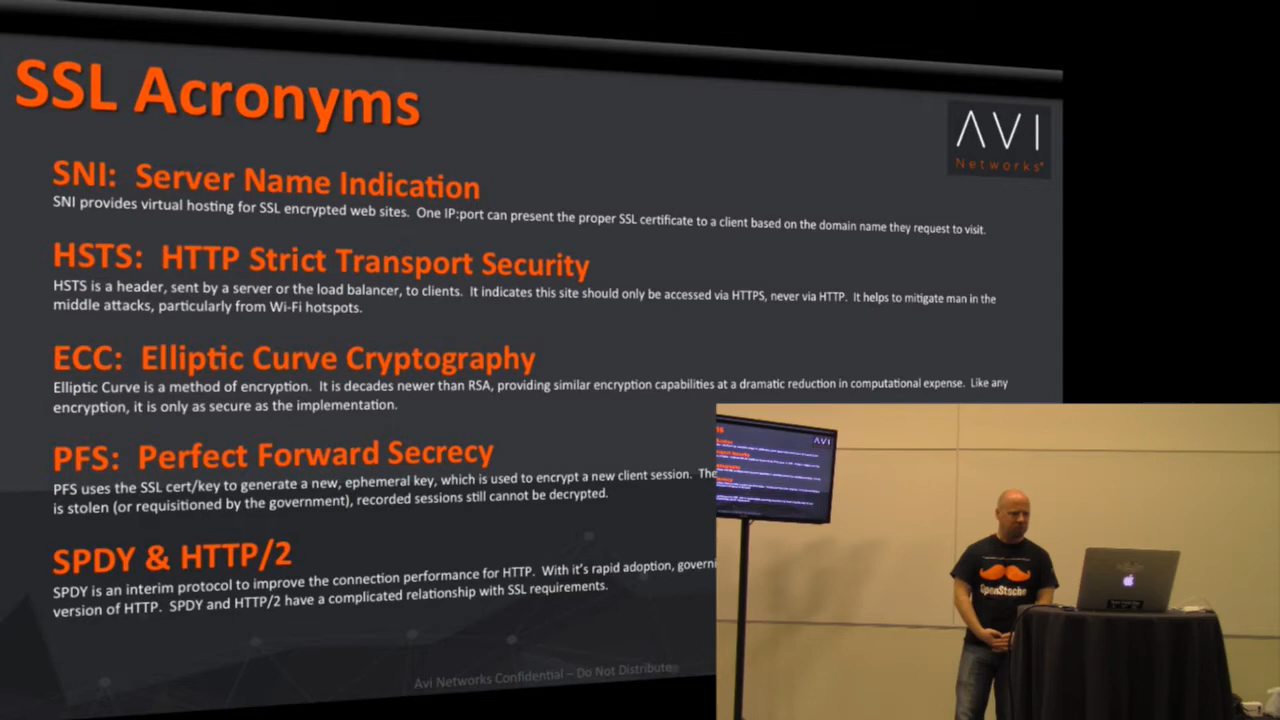 SSL Acronyms
AVI
Networks
SNI: Server Name Indication
SNI provides virtual hosting for SSL encrypted web sites. One IP:port can present the proper SSL certificate to a client based on the domain name they request to visit.
HSTS: HTTP Strict Transport Security
HSTS is a header, sent by a server or the load balancer, to clients. It indicates this site should only be accessed via HTTPS, never via HTTP. It helps to mitigate man in the
middle attacks, particularly from Wi-Fi hotspots.
ECC: Elliptic Curve Cryptography
Elliptic Curve is a method of encryption. It is decades newer than RSA, providing similar encryption capabilities at a dramatic reduction in computational expense. Like any
encryption, it is only as secure as the implementation.
PFS: Perfect Forward Secrecy
PFS uses the SSL cert/key to generate a new, ephemeral key, which is used to encrypt a new client session. The
is stolen (or requisitioned by the government), recorded sessions still cannot be decrypted.
SPDY & HTTP/2
SPDY is an interim protocol to improve the connection performance for HTTP. With it's rapid adoption, governi
version of HTTP. SPDY and HTTP/2 have a complicated relationship with SSL requirements.
Avi Networks Confidential – Do Not Distribute
AVI
OpenStache